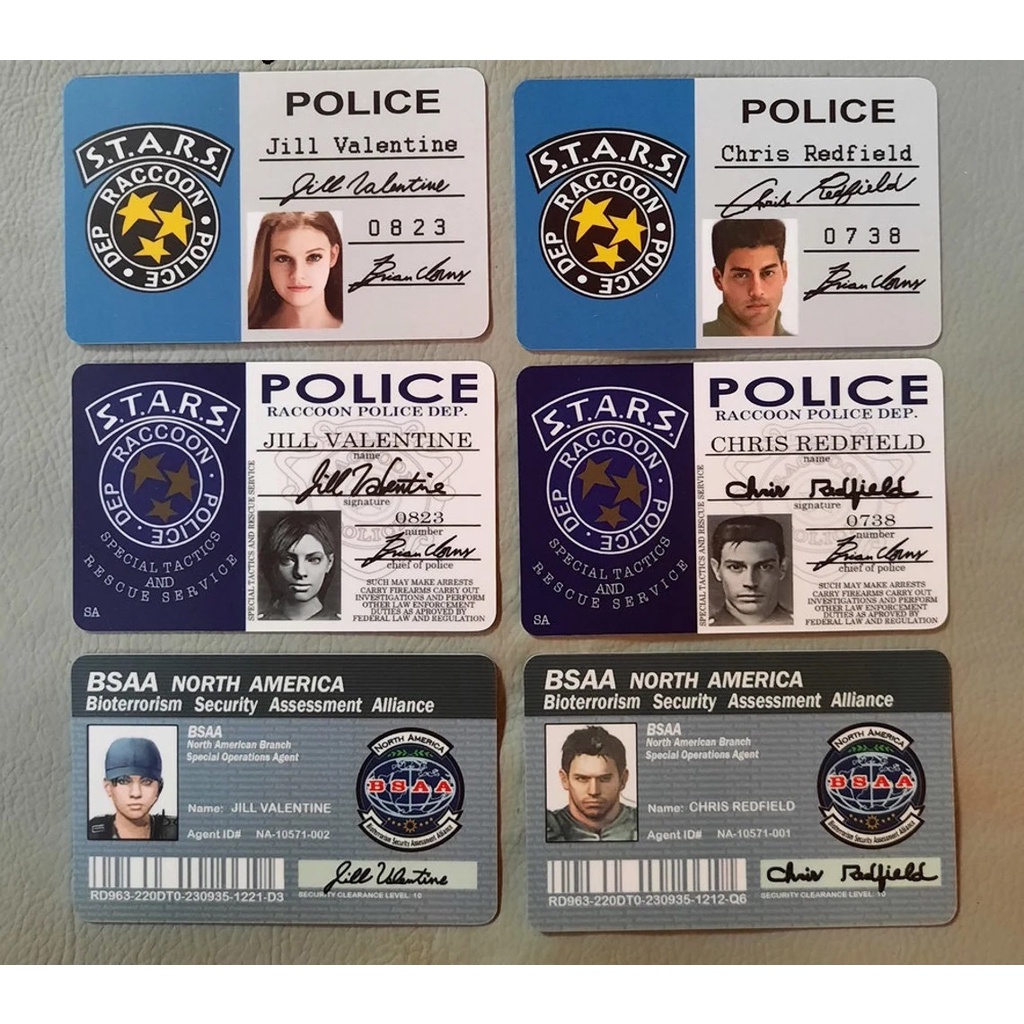 S.T.A.R.S.
RACCOON
POLICE
DEP
POLICE
Jill Valentine
Jill Valentine
0823
Brian Irons
S.T.A.R.S.
RACCOON
POLICE
DEP
POLICE
Chris Redfield
Chris Redfield
0738
Brian Irons
S.T.A.R.S.
RACCOON
POLICE
DEP
SPECIAL TACTICS
AND
RESCUE SERVICE
SA
POLICE
RACCOON POLICE DEP.
JILL VALENTINE
name
Jill Valentine
signature
0823
number
Brian Irons
chief of police
SPECIAL TACTICS AND RESCUE SERVICE
SUCH MAY MAKE ARRESTS
CARRY FIREARMS CARRY OUT
INVESTIGATIONS AND PERFORM
OTHER LAW ENFORCEMENT
DUTIES AS APROVED BY
FEDERAL LAW AND REGULATION
S.T.A.R.S.
RACCOON
POLICE
DEP
SPECIAL TACTICS
AND
RESCUE SERVICE
SA
POLICE
RACCOON POLICE DEP.
CHRIS REDFIELD
name
Chris Redfield
signature
0738
number
Brian Irons
chief of police
SPECIAL TACTICS AND RESCUE SERVICE
SUCH MAY MAKE ARRESTS
CARRY FIREARMS CARRY OUT
INVESTIGATIONS AND PERFORM
OTHER LAW ENFORCEMENT
DUTIES AS APROVED BY
FEDERAL LAW AND REGULATION
BSAA NORTH AMERICA
Bioterrorism Security Assessment Alliance
BSAA
North American Branch
Special Operations Agent
Name: JILL VALENTINE
Agent ID# NA-10571-002
NORTH AMERICA
BSAA
Bioterrorism Security Assessment Alliance
RD963-220DT0-230935-1221-D3
Jill Valentine
SECURITY CLEARANCE LEVEL: 10
BSAA NORTH AMERICA
Bioterrorism Security Assessment Alliance
BSAA
North American Branch
Special Operations Agent
Name: CHRIS REDFIELD
Agent ID# NA-10571-001
NORTH AMERICA
BSAA
Bioterrorism Security Assessment Alliance
RD963-220DT0-230935-1212-Q6
Chris Redfield
SECURITY CLEARANCE LEVEL: 10